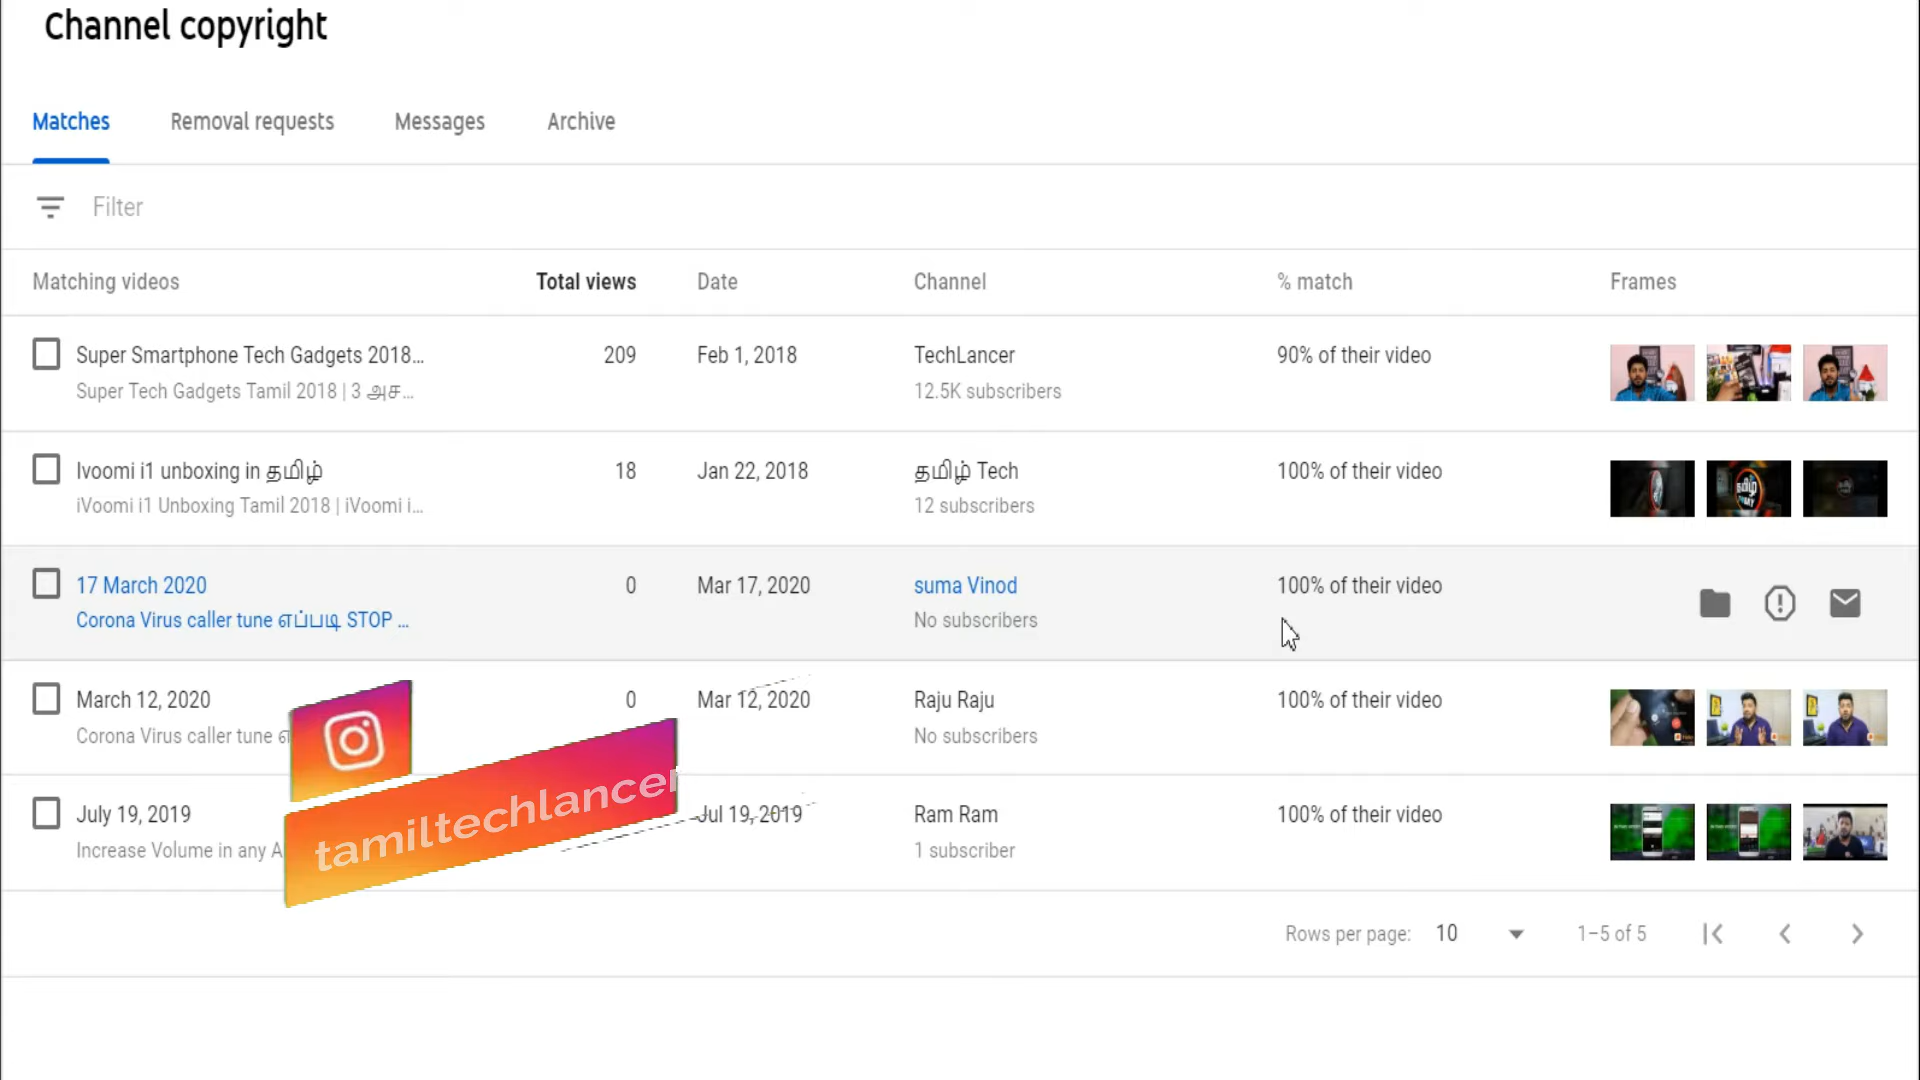 Channel copyright
Matches Removal requests Messages Archive
Filter
Matching videos Total views Date Channel % match Frames
Super Smartphone Tech Gadgets 2018... 209 Feb 1, 2018 TechLancer 90% of their video
Super Tech Gadgets Tamil 2018 | 3 அச... 12.5K subscribers
Ivoomi i1 unboxing in தமிழ் 18 Jan 22, 2018 தமிழ் Tech 100% of their video
iVoomi i1 Unboxing Tamil 2018 | iVoomi i... 12 subscribers
17 March 2020 0 Mar 17, 2020 suma Vinod 100% of their video
Corona Virus caller tune எப்படி STOP ... No subscribers
March 12, 2020 0 Mar 12, 2020 Raju Raju 100% of their video
Corona Virus caller tune No subscribers
tamiltechlancer
July 19, 2019 Jul 19, 2019 Ram Ram 100% of their video
Increase Volume in any A 1 subscriber
Rows per page: 10 1–5 of 5